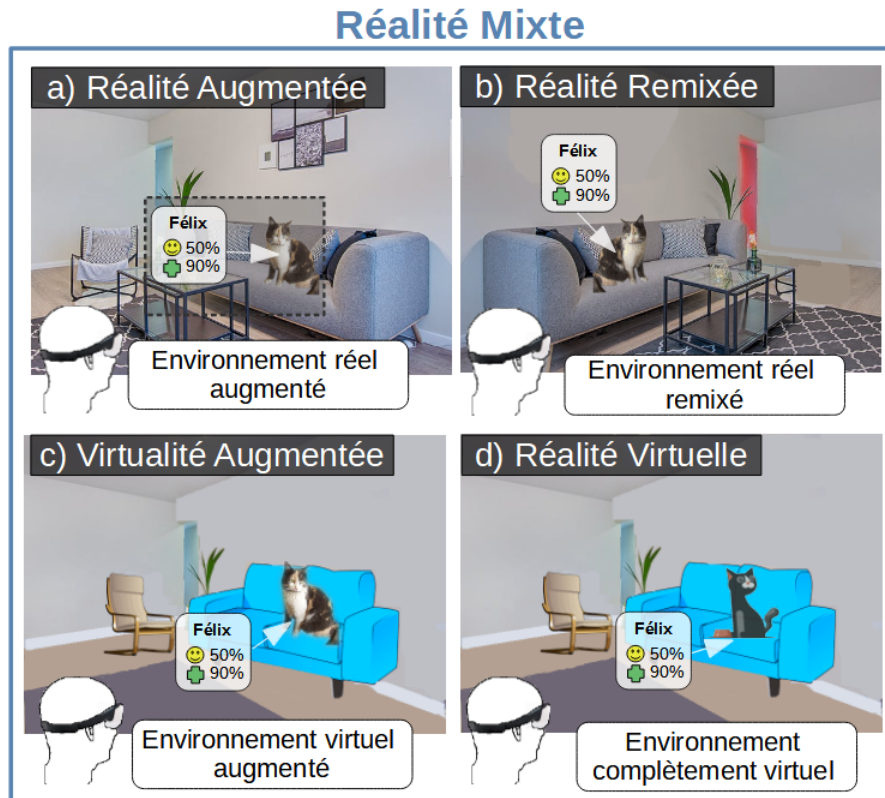 Réalité Mixte
a) Réalité Augmentée
Félix
50%
90%
Environnement réel
augmenté
b) Réalité Remixée
Félix
50%
90%
Environnement réel
remixé
c) Virtualité Augmentée
Félix
50%
90%
Environnement virtuel
augmenté
d) Réalité Virtuelle
Félix
50%
90%
Environnement
complètement virtuel